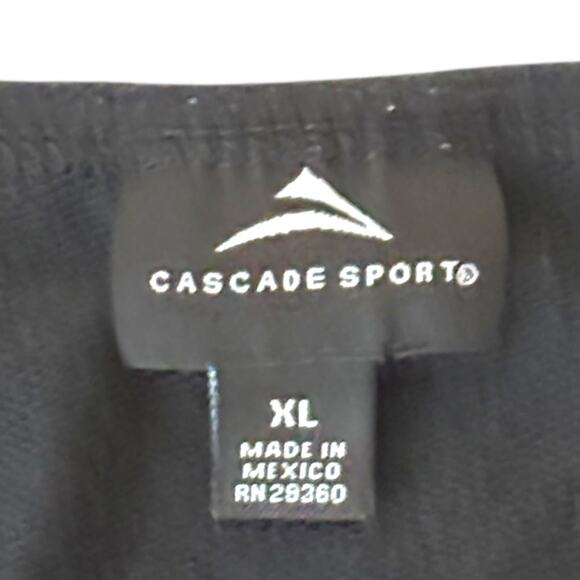 CASCADE SPORT®
XL
MADE IN
MEXICO
RN29360